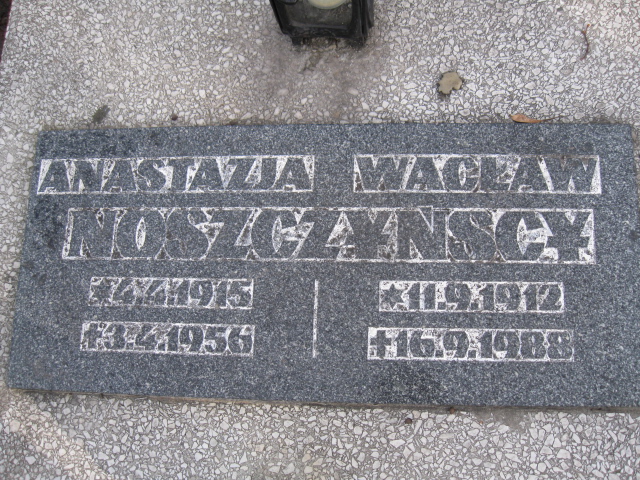 ANASTAZJA WACŁAW
NOSZCZYŃSCY
*4.4.1915 *11.9.1912
†3.4.1956 †16.9.1988